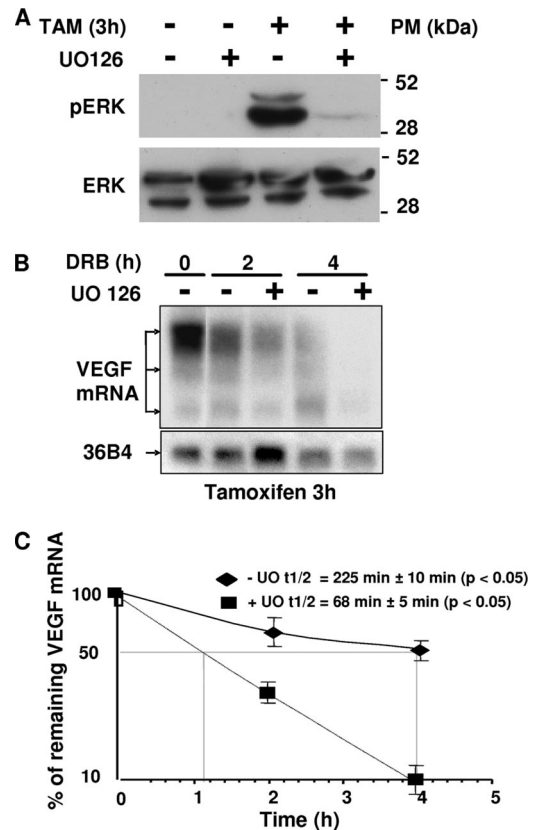 A
TAM (3h) - - + + PM (kDa)
UO126 - + - +
pERK
52
28
ERK
52
28
B
DRB (h) 0 2 4
UO 126 - - + - +
VEGF
mRNA
36B4
Tamoxifen 3h
C
- UO t1/2 = 225 min ± 10 min (p < 0.05)
+ UO t1/2 = 68 min ± 5 min (p < 0.05)
% of remaining VEGF mRNA
100
50
10
0 1 2 3 4 5
Time (h)